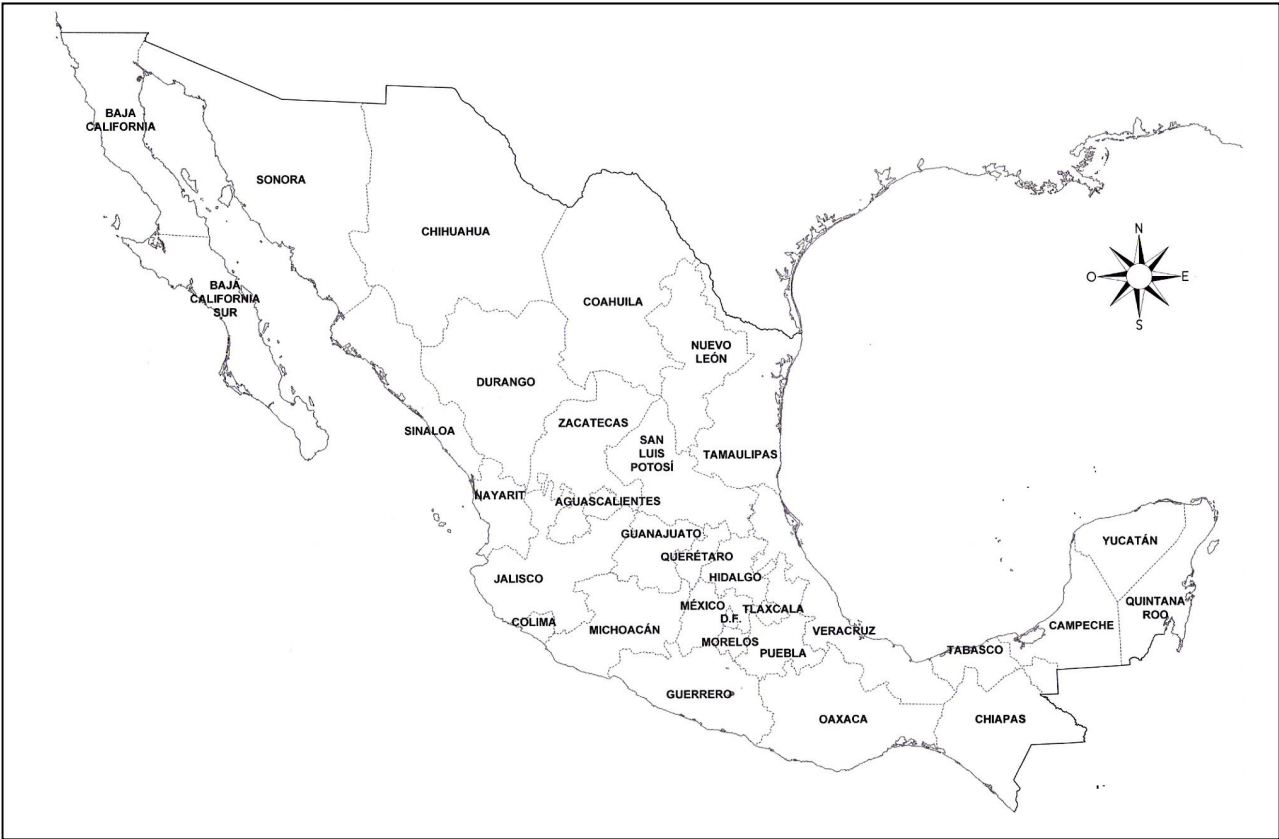 BAJA
CALIFORNIA
SONORA
CHIHUAHUA
COAHUILA
N
O
E
S
BAJA
CALIFORNIA
SUR
NUEVO
LEÓN
DURANGO
SINALOA
ZACATECAS
SAN
LUIS
POTOSÍ
TAMAULIPAS
NAYARIT
AGUASCALIENTES
GUANAJUATO
QUERÉTARO
HIDALGO
YUCATÁN
JALISCO
COLIMA
MICHOACÁN
MÉXICO
D.F.
TLAXCALA
MORELOS
PUEBLA
VERACRUZ
TABASCO
CAMPECHE
QUINTANA
ROO
GUERRERO
OAXACA
CHIAPAS